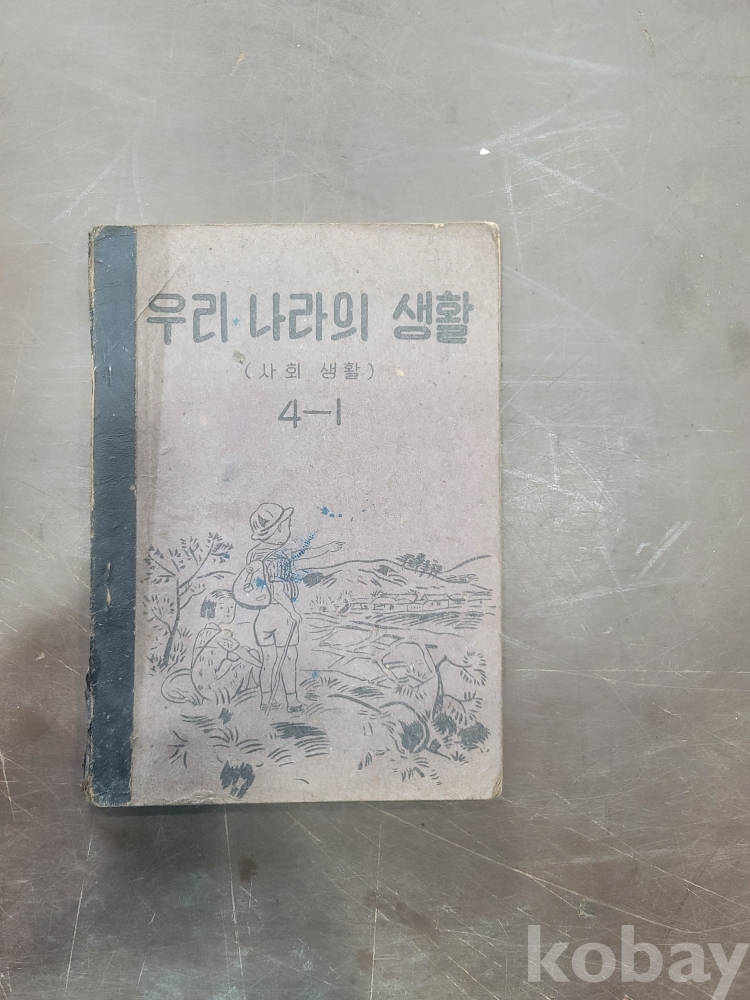 우리 나라의 생활
(사회 생활)
4-1
kobay